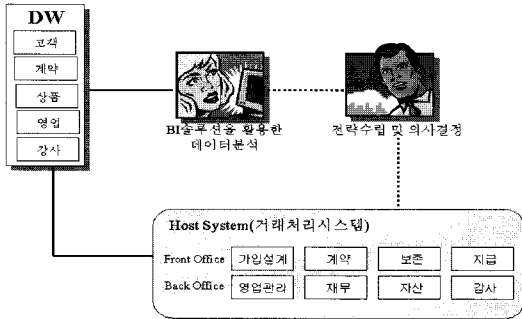 DW
고객
계약
상품
영업
감사
BI솔루션을 활용한
데이터분석
전략수립 및 의사결정
Host System(거래처리시스템)
Front Office 가입설계 계약 보존 지급
Back Office 영업관리 재무 자산 감사